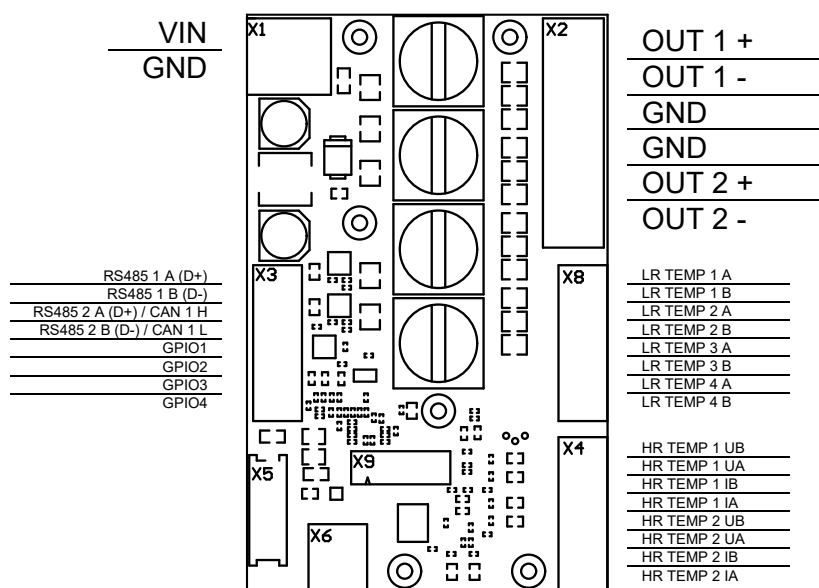 VIN
GND
X1
X2
OUT 1 +
OUT 1 -
GND
GND
OUT 2 +
OUT 2 -
RS485 1 A (D+)
RS485 1 B (D-)
RS485 2 A (D+) / CAN 1 H
RS485 2 B (D-) / CAN 1 L
GPIO1
GPIO2
GPIO3
GPIO4
X3
X8
LR TEMP 1 A
LR TEMP 1 B
LR TEMP 2 A
LR TEMP 2 B
LR TEMP 3 A
LR TEMP 3 B
LR TEMP 4 A
LR TEMP 4 B
X5
X9
X4
X6
HR TEMP 1 UB
HR TEMP 1 UA
HR TEMP 1 IB
HR TEMP 1 IA
HR TEMP 2 UB
HR TEMP 2 UA
HR TEMP 2 IB
HR TEMP 2 IA